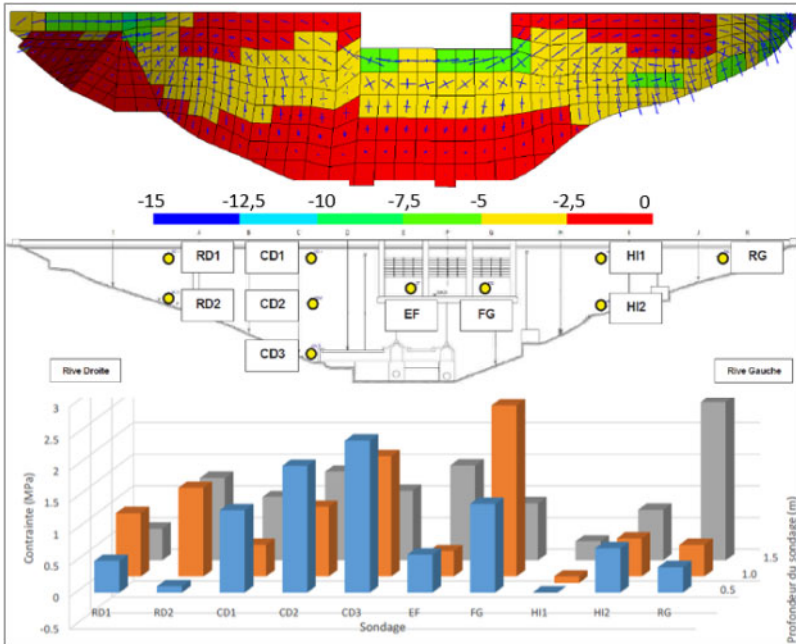 -15 -12,5 -10 -7,5 -5 -2,5 0
RD1 CD1 HI1 RG
RD2 CD2 EF FG HI2
CD3
Rive Droite Rive Gauche
3
2.5
2
1.5
1
0.5
0
-0.5
Contrainte (MPa)
RD1 RD2 CD1 CD2 CD3 EF FG HI1 HI2 RG
Sondage
0.5
1.0
1.5
Profondeur du sondage (m)